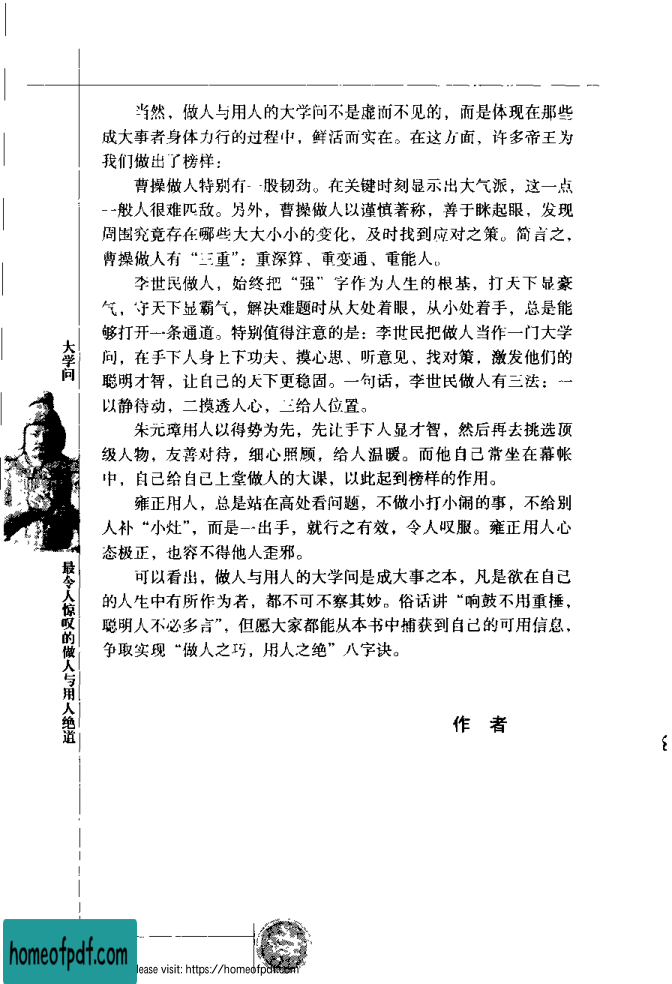 当然，做人与用人的大学问不是虚而不见的，而是体现在那些
成大事者身体力行的过程中，鲜活而实在。在这方面，许多帝王为
我们做出了榜样：
曹操做人特别有一股韧劲。在关键时刻显示出大气派，这一点
一般人很难匹敌。另外，曹操做人以谨慎著称，善于眯起眼，发现
周围究竟存在哪些大大小小的变化，及时找到应对之策。简言之，
曹操做人有“三重”：重深算、重变通、重能人。
李世民做人，始终把“强”字作为人生的根基，打天下显豪
气，守天下显霸气，解决难题时从大处着眼，从小处着手，总是能
够打开一条通道。特别值得注意的是：李世民把做人当作一门大学
问，在手下人身上下功夫、摸心思、听意见、找对策，激发他们的
聪明才智，让自己的天下更稳固。一句话，李世民做人有三法：一
以静待动，二摸透人心，三给人位置。
朱元璋用人以得势为先，先让手下人显才智，然后再去挑选顶
级人物，友善对待，细心照顾，给人温暖。而他自己常坐在幕帐
中，自己给自己上堂做人的大课，以此起到榜样的作用。
雍正用人，总是站在高处看问题，不做小打小闹的事，不给别
人补“小灶”，而是一出手，就行之有效，令人叹服。雍正用人心
态极正，也容不得他人歪邪。
可以看出，做人与用人的大学问是成大事之本，凡是欲在自己
的人生中有所作为者，都不可不察其妙。俗话讲“响鼓不用重捶，
聪明人不必多言”，但愿大家都能从本书中捕获到自己的可用信息，
争取实现“做人之巧，用人之绝”八字诀。
作 者
大学问
最令人惊叹的做人与用人绝道
homeofpdf.com
lease visit: https://homeofpdf.com